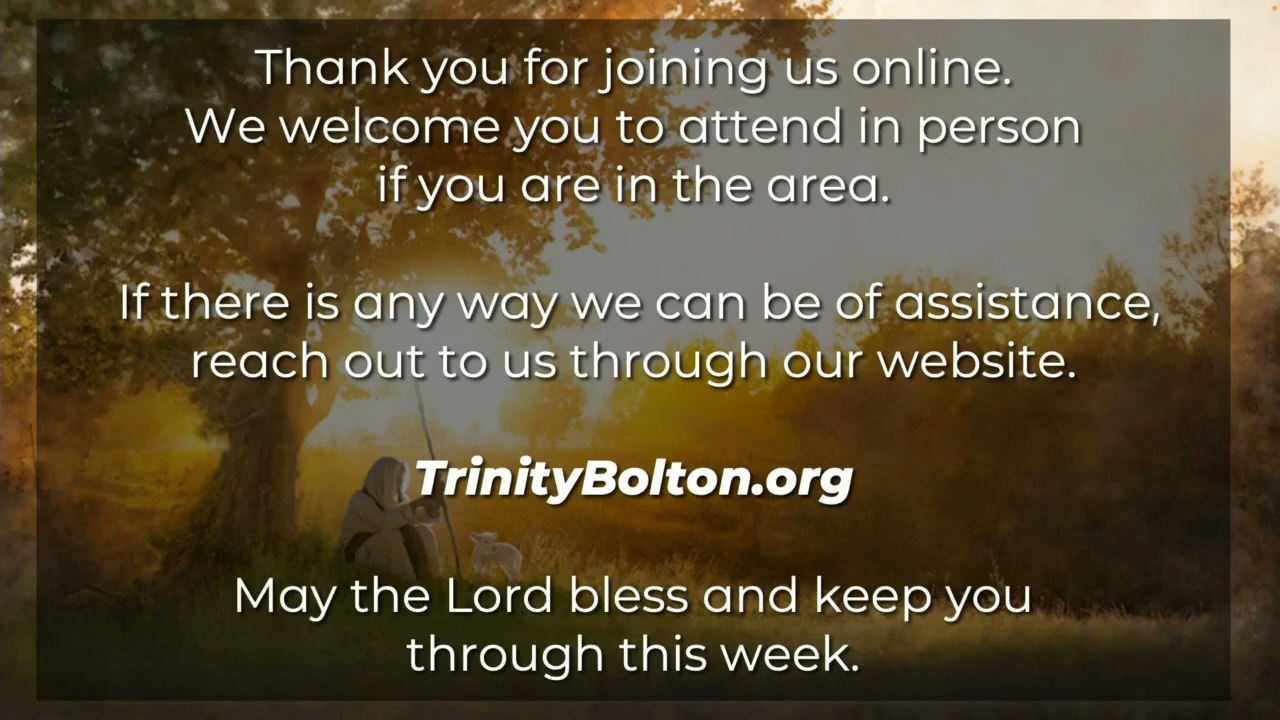 Thank you for joining us online.
We welcome you to attend in person
if you are in the area.
If there is any way we can be of assistance,
reach out to us through our website.
TrinityBolton.org
May the Lord bless and keep you
through this week.